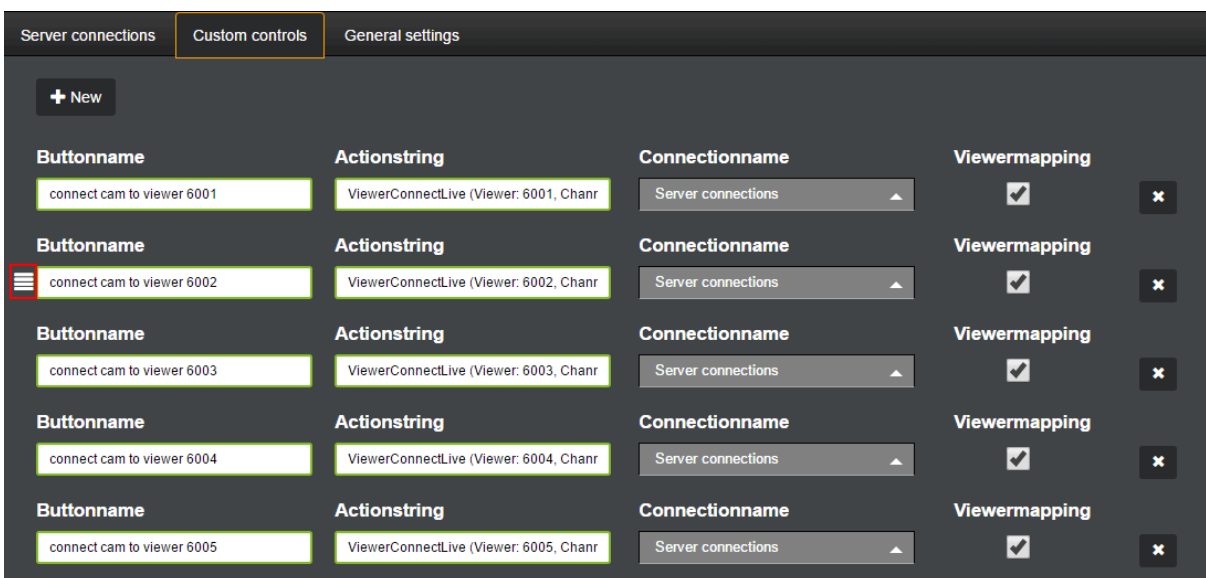 Server connections Custom controls General settings
New
Buttonname Actionstring Connectionname Viewermapping
connect cam to viewer 6001 ViewerConnectLive (Viewer: 6001, Chanr Server connections
Buttonname Actionstring Connectionname Viewermapping
connect cam to viewer 6002 ViewerConnectLive (Viewer: 6002, Chanr Server connections
Buttonname Actionstring Connectionname Viewermapping
connect cam to viewer 6003 ViewerConnectLive (Viewer: 6003, Chanr Server connections
Buttonname Actionstring Connectionname Viewermapping
connect cam to viewer 6004 ViewerConnectLive (Viewer: 6004, Chanr Server connections
Buttonname Actionstring Connectionname Viewermapping
connect cam to viewer 6005 ViewerConnectLive (Viewer: 6005, Chanr Server connections